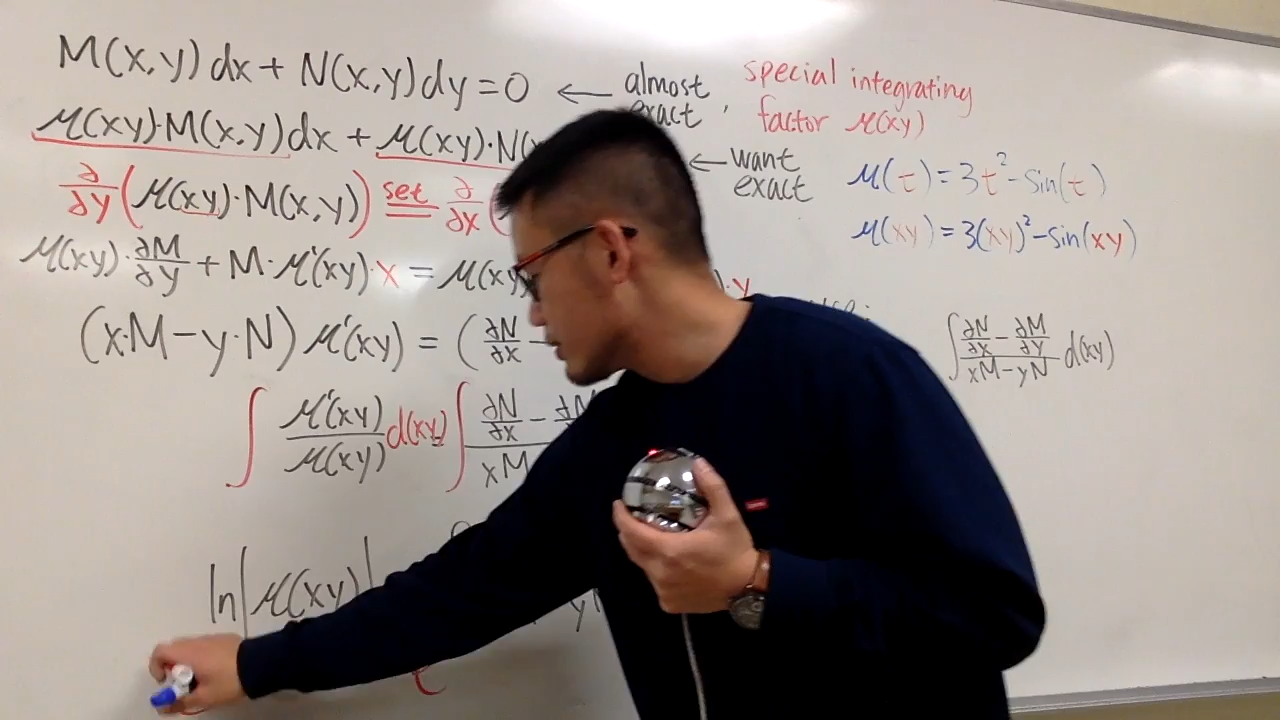 M(x,y)dx + N(x,y)dy = 0 ← almost exact,
special integrating factor μ(xy)
μ(xy)·M(x,y)dx + μ(xy)·N(
← want exact
∂/∂y(μ(xy)·M(x,y)) set ∂/∂x(
μ(xy)·∂M/∂y + M·μ'(xy)·x = μ(xy
·y
(x·M-y·N)μ'(xy) = (∂N/∂x -
∫ μ'(xy)/μ(xy) d(xy) ∫ ∂N/∂x - ∂M
xM
ln|μ(xy)|
e
μ(t) = 3t²-sin(t)
μ(xy) = 3(xy)²-sin(xy)
∫ (∂N/∂x - ∂M/∂y)/(xM-yN) d(xy)